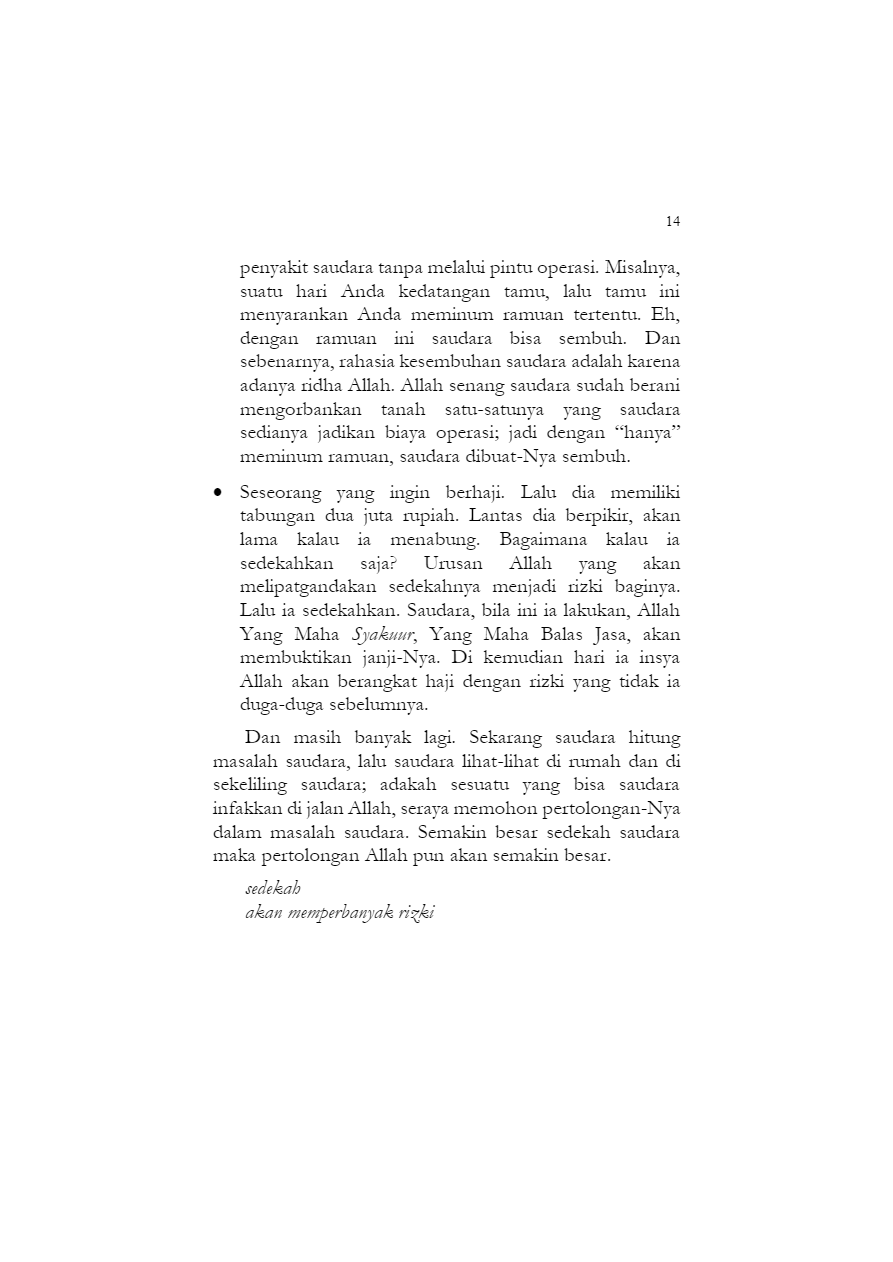 14
penyakit saudara tanpa melalui pintu operasi. Misalnya,
suatu hari Anda kedatangan tamu, lalu tamu ini
menyarankan Anda meminum ramuan tertentu. Eh,
dengan ramuan ini saudara bisa sembuh. Dan
sebenarnya, rahasia kesembuhan saudara adalah karena
adanya ridha Allah. Allah senang saudara sudah berani
mengorbankan tanah satu-satunya yang saudara
sedianya jadikan biaya operasi; jadi dengan “hanya”
meminum ramuan, saudara dibuat-Nya sembuh.
• Seseorang yang ingin berhaji. Lalu dia memiliki
tabungan dua juta rupiah. Lantas dia berpikir, akan
lama kalau ia menabung. Bagaimana kalau ia
sedekahkan saja? Urusan Allah yang akan
melipatgandakan sedekahnya menjadi rizki baginya.
Lalu ia sedekahkan. Saudara, bila ini ia lakukan, Allah
Yang Maha Syakuur, Yang Maha Balas Jasa, akan
membuktikan janji-Nya. Di kemudian hari ia insya
Allah akan berangkat haji dengan rizki yang tidak ia
duga-duga sebelumnya.
Dan masih banyak lagi. Sekarang saudara hitung
masalah saudara, lalu saudara lihat-lihat di rumah dan di
sekeliling saudara; adakah sesuatu yang bisa saudara
infakkan di jalan Allah, seraya memohon pertolongan-Nya
dalam masalah saudara. Semakin besar sedekah saudara
maka pertolongan Allah pun akan semakin besar.
sedekah
akan memperbanyak rizki